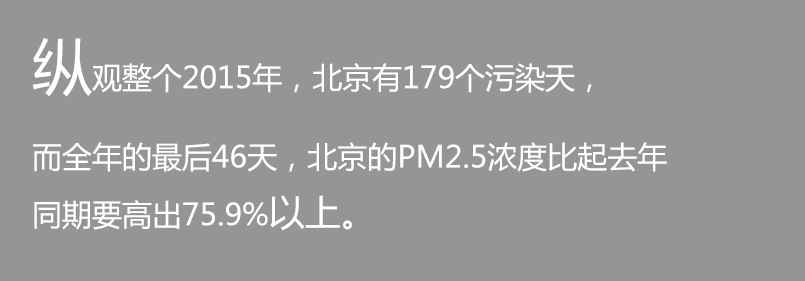 纵观整个2015年，北京有179个污染天，
而全年的最后46天，北京的PM2.5浓度比起去年
同期要高出75.9%以上。